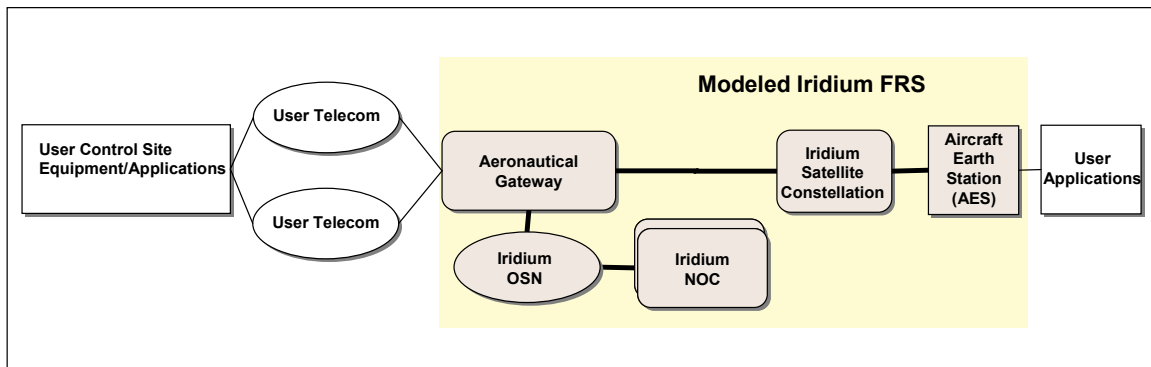 Modeled Iridium FRS
User Telecom
User Control Site
Equipment/Applications
User Telecom
Aeronautical
Gateway
Iridium
Satellite
Constellation
Aircraft
Earth
Station
(AES)
User
Applications
Iridium
OSN
Iridium
NOC